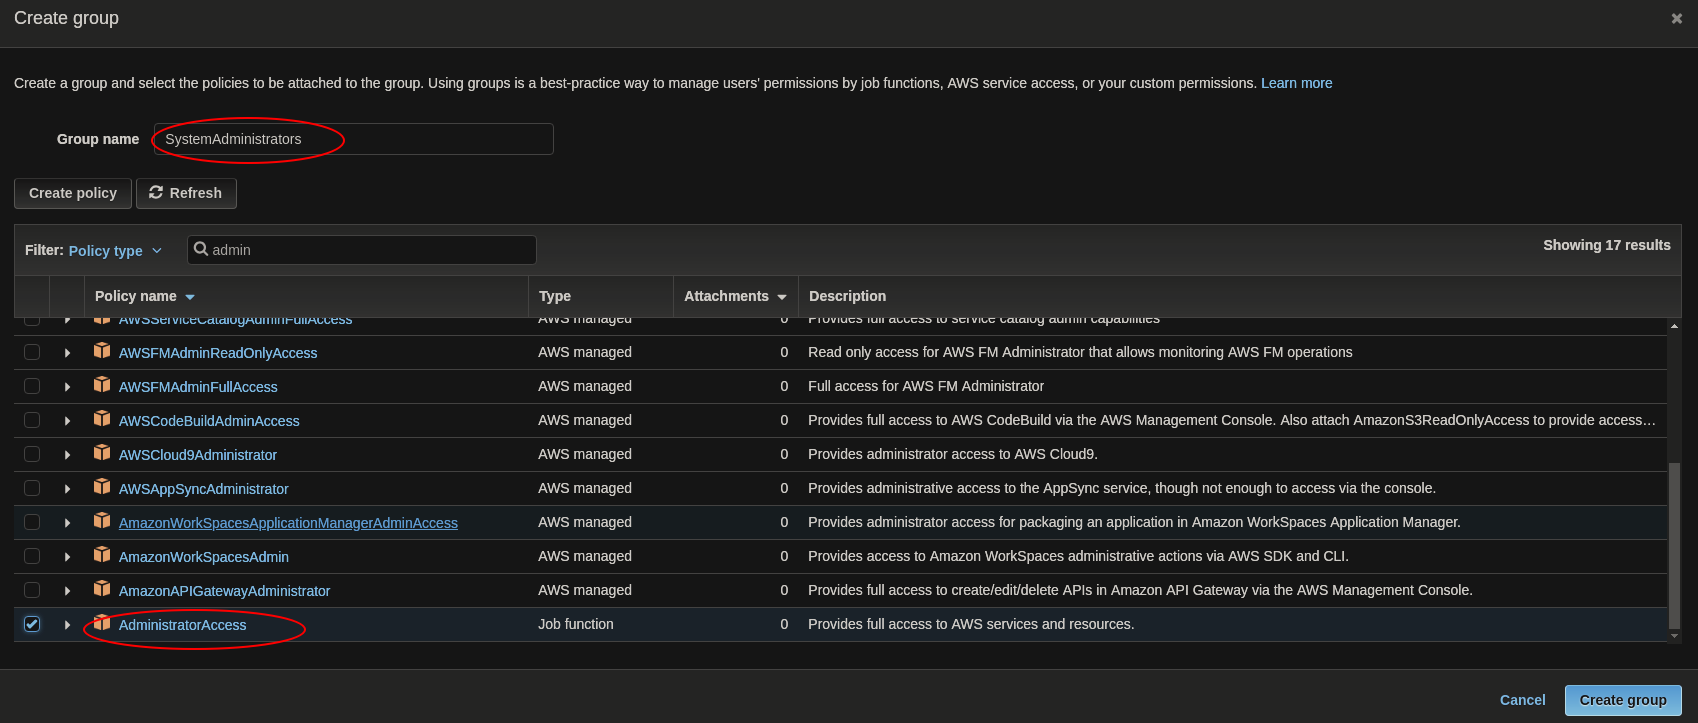 Create group
Create a group and select the policies to be attached to the group. Using groups is a best-practice way to manage users' permissions by job functions, AWS service access, or your custom permissions. Learn more
Group name SystemAdministrators
Create policy Refresh
Filter: Policy type admin Showing 17 results
Policy name Type Attachments Description
AWSServiceCatalogAdminFullAccess AWS managed 0 Provides full access to service catalog admin capabilities
AWSFMAdminReadOnlyAccess AWS managed 0 Read only access for AWS FM Administrator that allows monitoring AWS FM operations
AWSFMAdminFullAccess AWS managed 0 Full access for AWS FM Administrator
AWSCodeBuildAdminAccess AWS managed 0 Provides full access to AWS CodeBuild via the AWS Management Console. Also attach AmazonS3ReadOnlyAccess to provide access…
AWSCloud9Administrator AWS managed 0 Provides administrator access to AWS Cloud9.
AWSAppSyncAdministrator AWS managed 0 Provides administrative access to the AppSync service, though not enough to access via the console.
AmazonWorkSpacesApplicationManagerAdminAccess AWS managed 0 Provides administrator access for packaging an application in Amazon WorkSpaces Application Manager.
AmazonWorkSpacesAdmin AWS managed 0 Provides access to Amazon WorkSpaces administrative actions via AWS SDK and CLI.
AmazonAPIGatewayAdministrator AWS managed 0 Provides full access to create/edit/delete APIs in Amazon API Gateway via the AWS Management Console.
AdministratorAccess Job function 0 Provides full access to AWS services and resources.
Cancel Create group